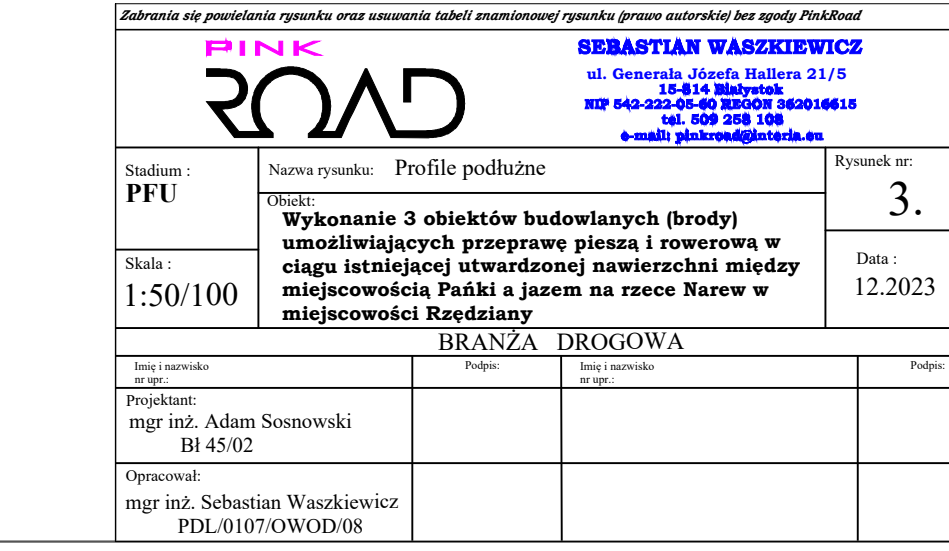 Zabrania się powielania rysunku oraz usuwania tabeli znamionowej rysunku (prawo autorskie) bez zgody PinkRoad
PINK
ROAD
SEBASTIAN WASZKIEWICZ
ul. Generała Józefa Hallera 21/5
15-814 Białystok
NIP 542-222-05-60 REGON 362016615
tel. 509 258 108
e-mail: pinkroad@interia.eu
Stadium :
PFU
Nazwa rysunku: Profile podłużne
Rysunek nr:
3.
Obiekt:
Wykonanie 3 obiektów budowlanych (brody)
umożliwiających przeprawę pieszą i rowerową w
ciągu istniejącej utwardzonej nawierzchni między
miejscowością Pańki a jazem na rzece Narew w
miejscowości Rzędziany
Skala :
1:50/100
Data :
12.2023
BRANŻA DROGOWA
Imię i nazwisko
nr upr.:
Podpis:
Imię i nazwisko
nr upr.:
Podpis:
Projektant:
mgr inż. Adam Sosnowski
Bł 45/02
Opracował:
mgr inż. Sebastian Waszkiewicz
PDL/0107/OWOD/08